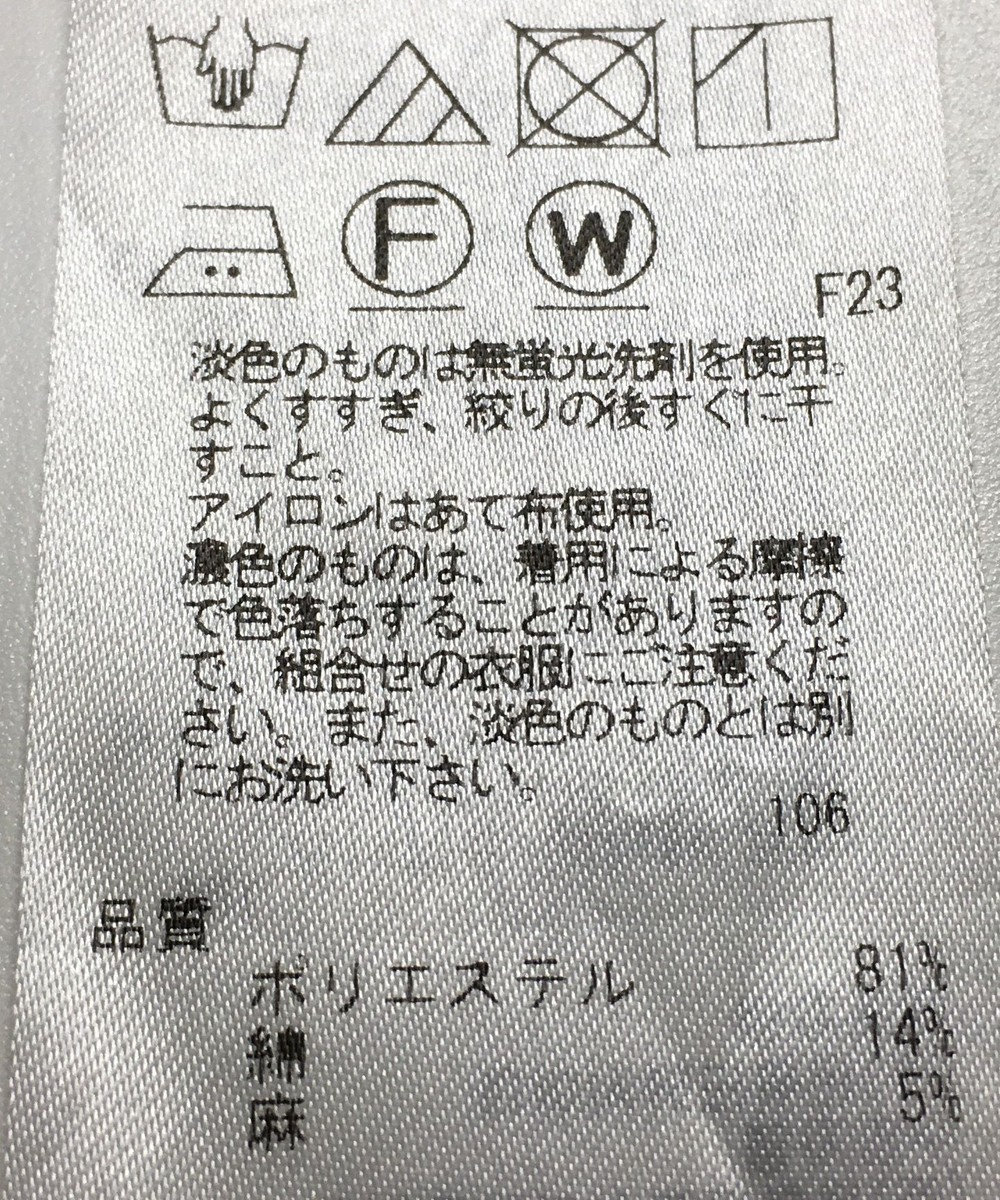 F W
F23
淡色のものは無蛍光洗剤を使用。
よくすすぎ、絞りの後すぐに干
すこと。
アイロンはあて布使用。
濃色のものは、着用による摩擦
で色落ちすることがありますの
で、組合せの衣服にご注意くだ
さい。また、淡色のものとは別
にお洗い下さい。
106
品質
ポリエステル 81%
綿 14%
麻 5%